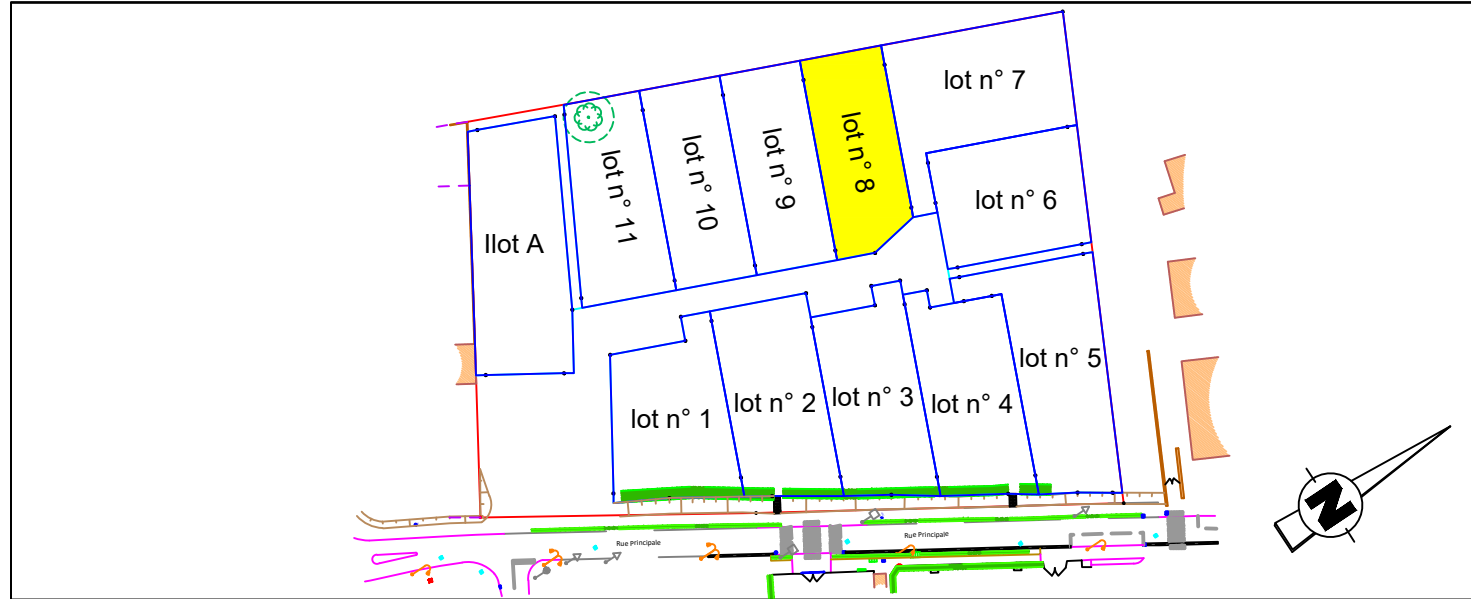 lot n° 7
lot n° 8
lot n° 9
lot n° 10
lot n° 11
lot n° 6
Ilot A
lot n° 5
lot n° 4
lot n° 3
lot n° 2
lot n° 1
N
Rue Principale
Rue Principale